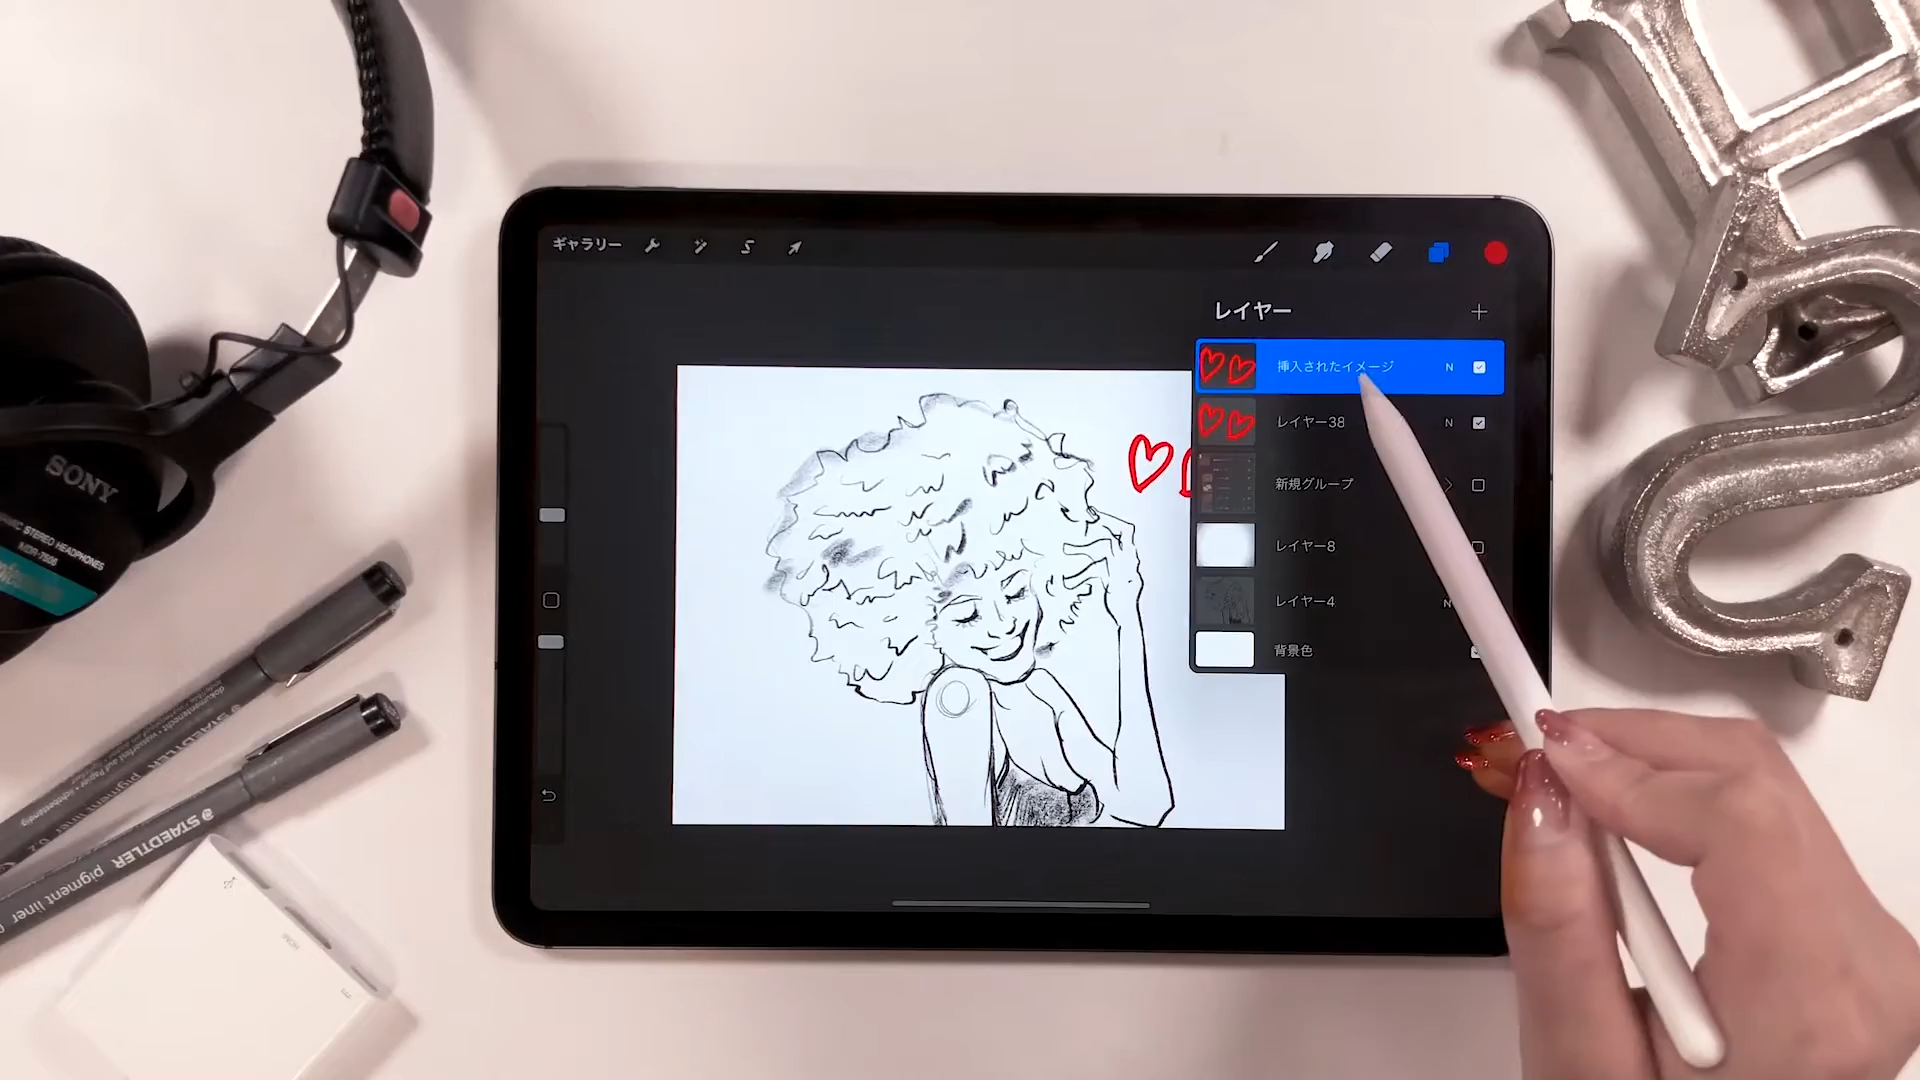 ギャラリー
レイヤー
挿入されたイメージ N
レイヤー38 N
新規グループ
レイヤー8
レイヤー4 N
背景色
SONY
DYNAMIC STEREO HEADPHONES
MDR-7506
STAEDTLER
pigment liner